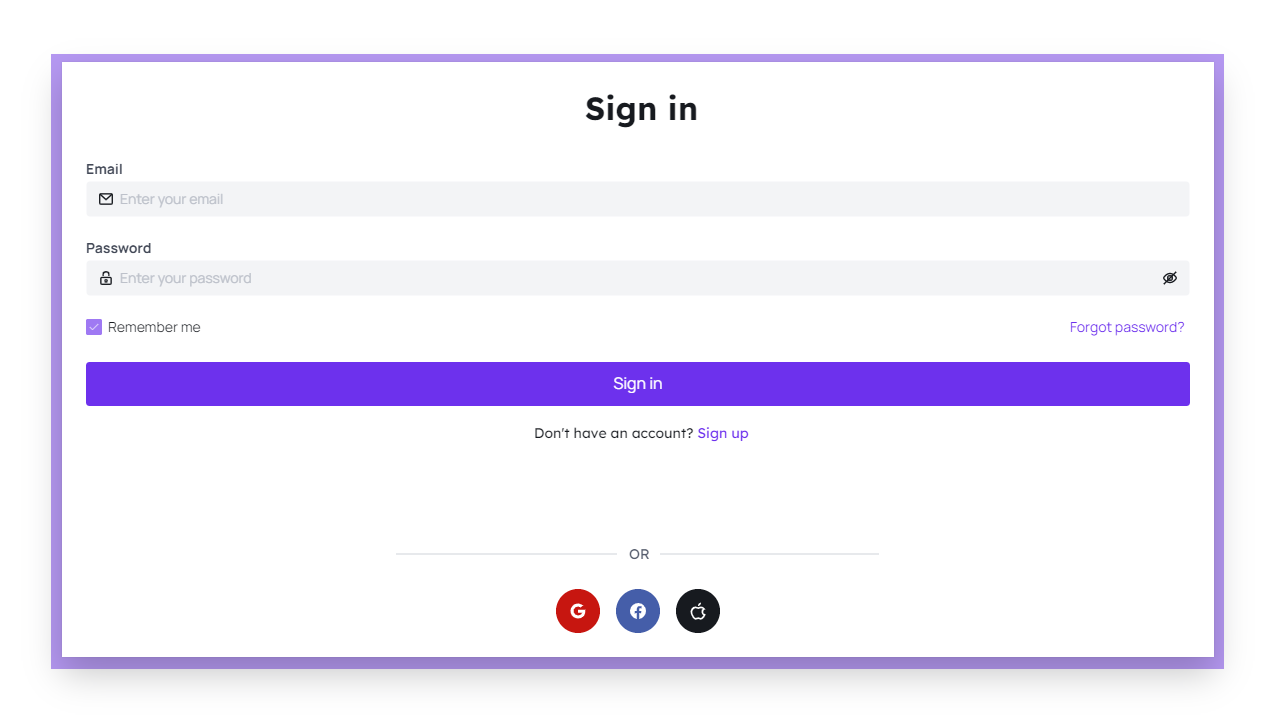 Sign in
Email
Enter your email
Password
Enter your password
Remember me
Forgot password?
Sign in
Don't have an account? Sign up
OR